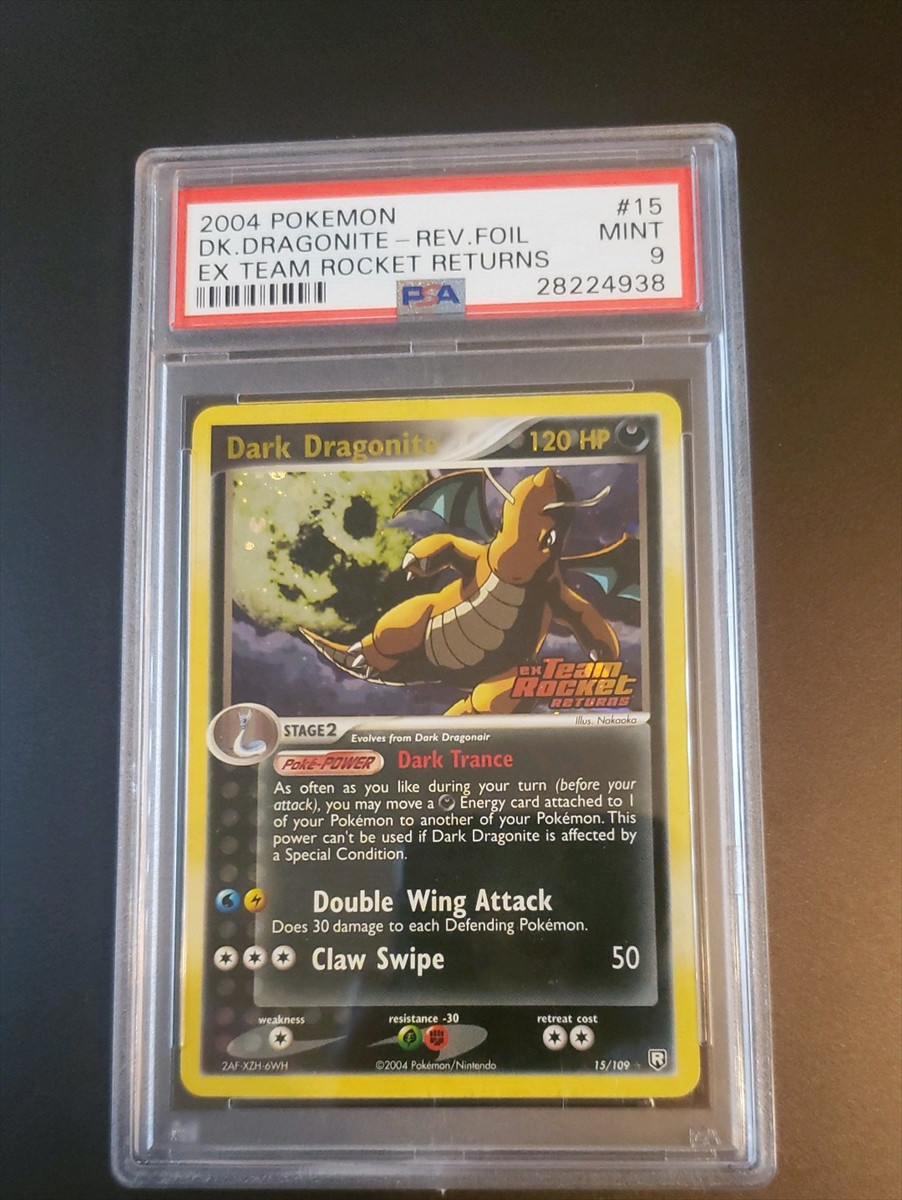 2004 POKEMON #15
DK.DRAGONITE - REV.FOIL MINT
EX TEAM ROCKET RETURNS 9
PSA 28224938
Dark Dragonite 120 HP
ex Team
Rocket
RETURNS
Illus. Nakaoka
STAGE 2 Evolves from Dark Dragonair
Poké-POWER Dark Trance
As often as you like during your turn (before your
attack), you may move a Energy card attached to 1
of your Pokémon to another of your Pokémon. This
power can't be used if Dark Dragonite is affected by
a Special Condition.
Double Wing Attack
Does 30 damage to each Defending Pokémon.
Claw Swipe 50
weakness resistance -30 retreat cost
2AF-XZH-6WH ©2004 Pokémon/Nintendo 15/109 R